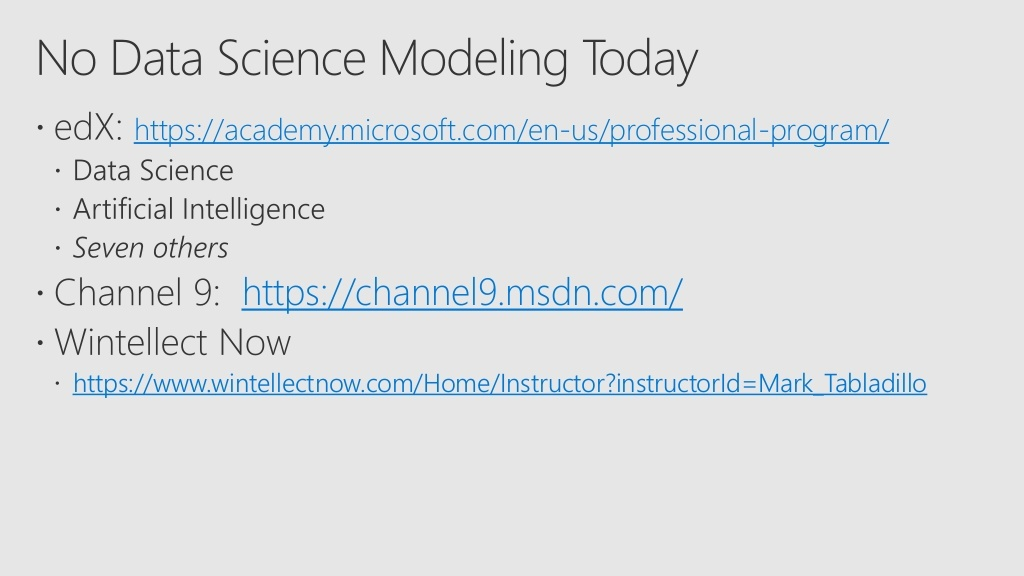 No Data Science Modeling Today
• edX: https://academy.microsoft.com/en-us/professional-program/
• Data Science
• Artificial Intelligence
• Seven others
• Channel 9: https://channel9.msdn.com/
• Wintellect Now
• https://www.wintellectnow.com/Home/Instructor?instructorId=Mark_Tabladillo